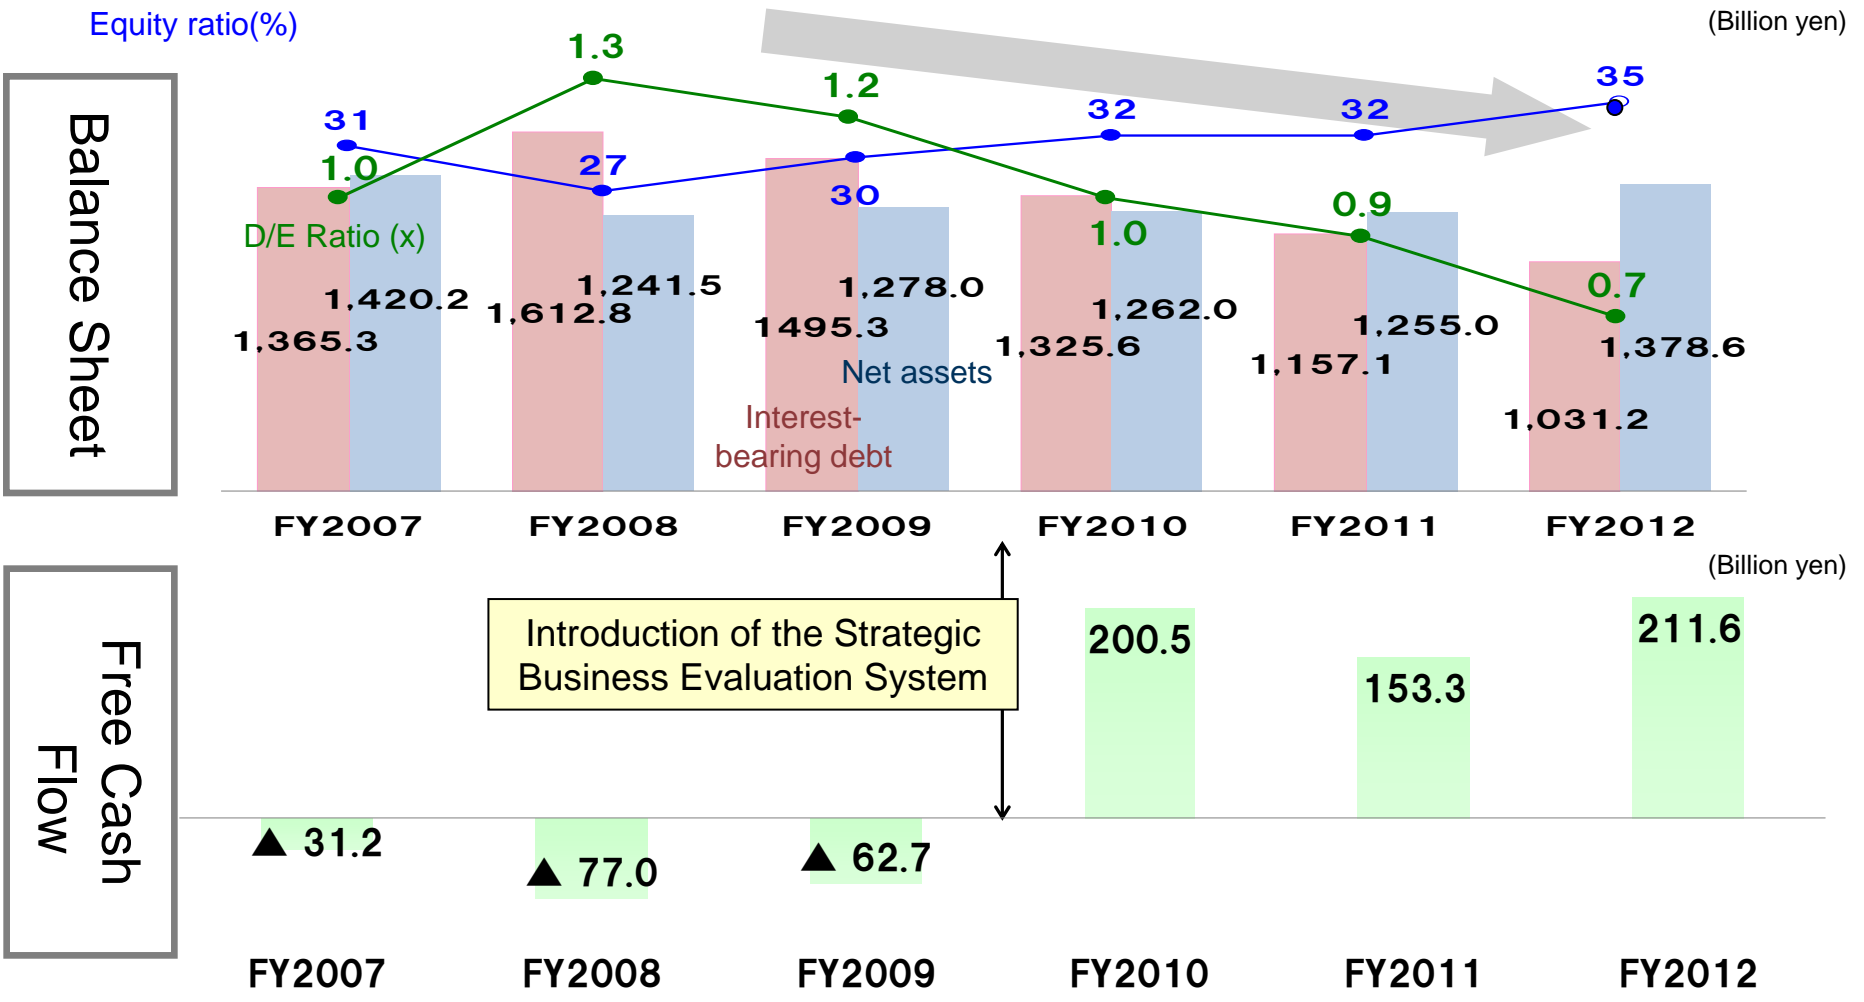 Equity ratio(%)
(Billion yen)
Balance Sheet
1.3
1.2
35
31
32
32
1.0
27
30
0.9
D/E Ratio (x)
1.0
0.7
1,420.2
1,241.5
1,278.0
1,262.0
1,255.0
1,378.6
1,365.3
1,612.8
1495.3
1,325.6
1,157.1
1,031.2
Net assets
Interest-
bearing debt
FY2007
FY2008
FY2009
FY2010
FY2011
FY2012
(Billion yen)
Free Cash
Flow
Introduction of the Strategic
Business Evaluation System
200.5
153.3
211.6
▲ 31.2
▲ 77.0
▲ 62.7
FY2007
FY2008
FY2009
FY2010
FY2011
FY2012